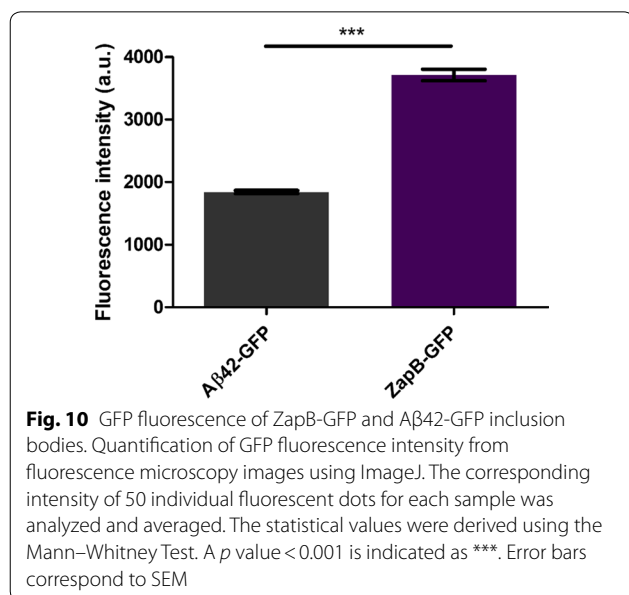 ***
Fluorescence intensity (a.u.)
4000
3000
2000
1000
0
Aβ42-GFP
ZapB-GFP
Fig. 10 GFP fluorescence of ZapB-GFP and Aβ42-GFP inclusion
bodies. Quantification of GFP fluorescence intensity from
fluorescence microscopy images using ImageJ. The corresponding
intensity of 50 individual fluorescent dots for each sample was
analyzed and averaged. The statistical values were derived using the
Mann–Whitney Test. A p value < 0.001 is indicated as ***. Error bars
correspond to SEM